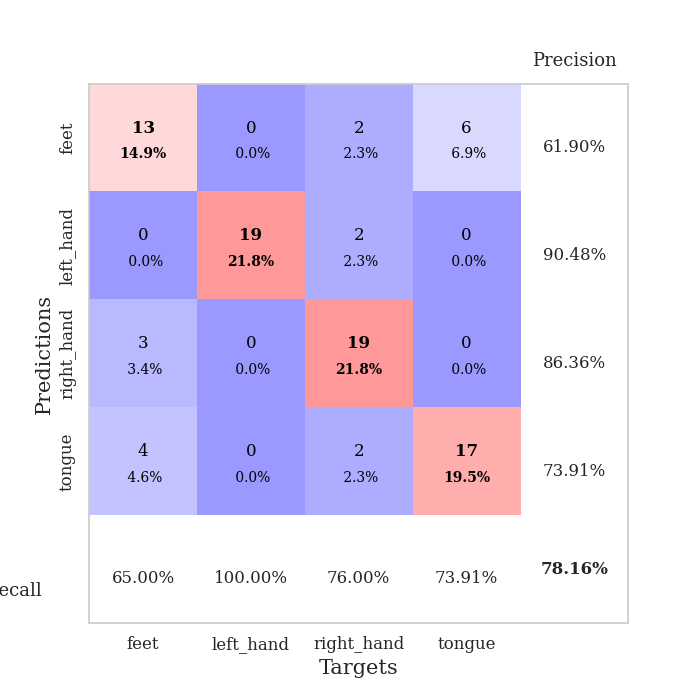 Precision
feet 13 0 2 6 61.90%
14.9% 0.0% 2.3% 6.9%
left_hand 0 19 2 0 90.48%
0.0% 21.8% 2.3% 0.0%
Predictions
right_hand 3 0 19 0 86.36%
3.4% 0.0% 21.8% 0.0%
tongue 4 0 2 17 73.91%
4.6% 0.0% 2.3% 19.5%
ecall 65.00% 100.00% 76.00% 73.91% 78.16%
feet left_hand right_hand tongue
Targets